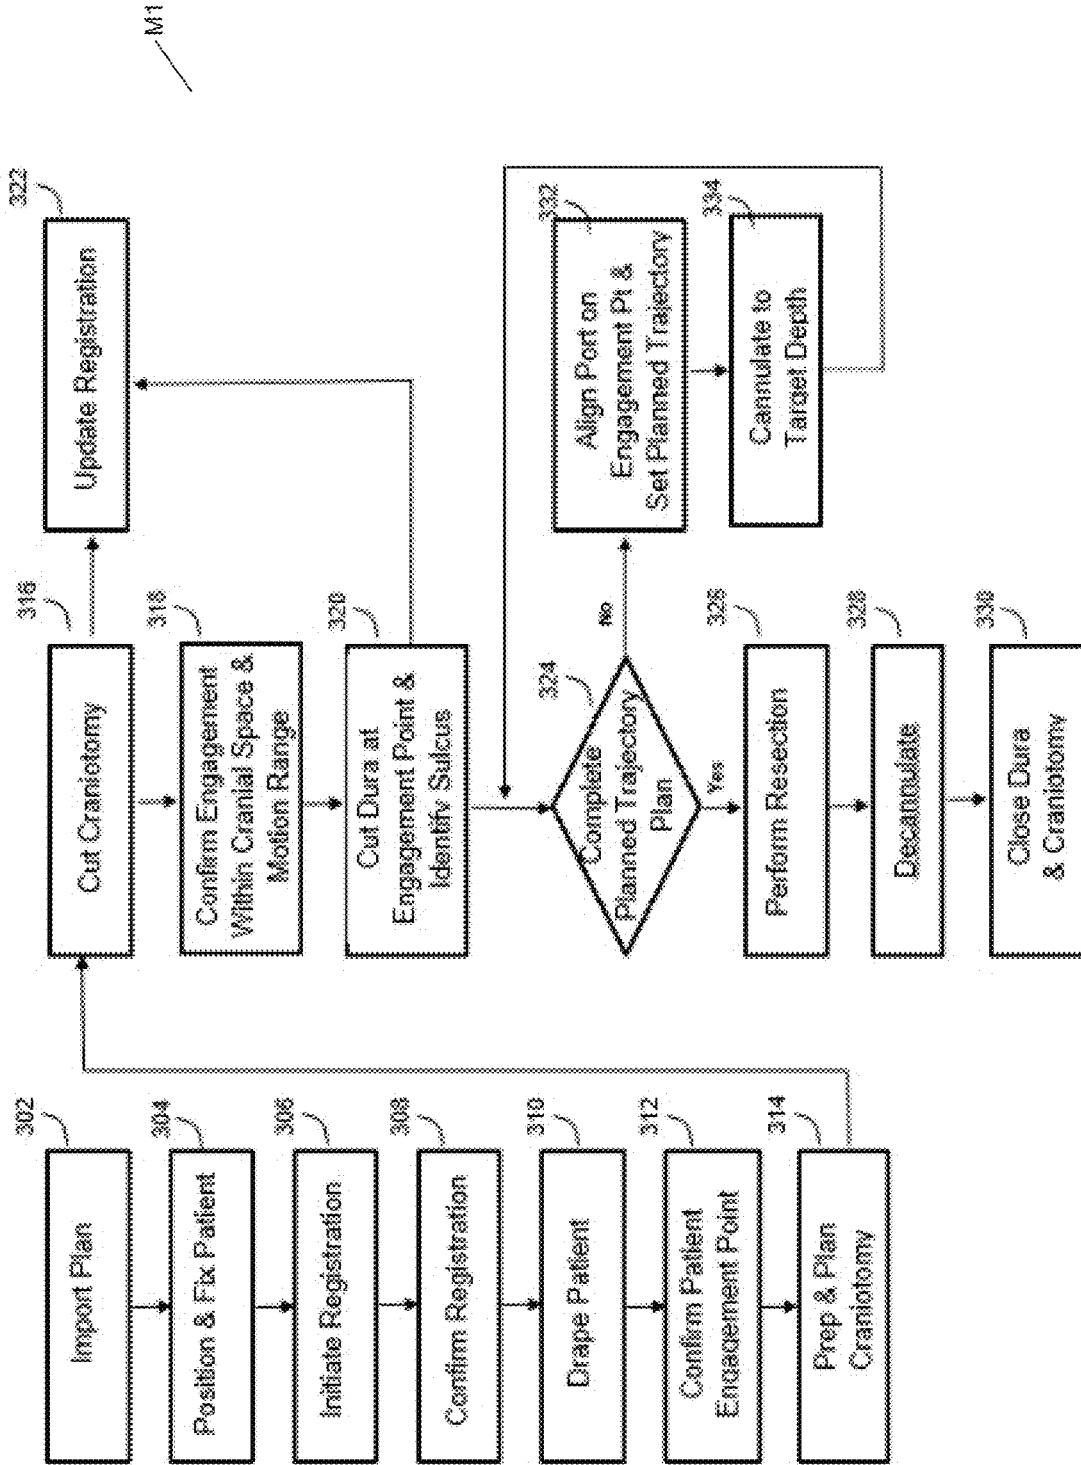 302
Import Plan
304
Position & Fix Patient
306
Initiate Registration
308
Confirm Registration
310
Drape Patient
312
Confirm Patient
Engagement Point
314
Prep & Plan
Craniotomy
316
Cut Craniotomy
318
Confirm Engagement
Within Cranial Space &
Motion Range
320
Cut Dura at
Engagement Point &
Identify Sulcus
322
Update Registration
324
Complete
Planned Trajectory
Plan
No
Yes
332
Align Port on
Engagement Pt &
Set Planned Trajectory
334
Cannulate to
Target Depth
326
Perform Resection
328
Decannulate
330
Close Dura
& Craniotomy
M1